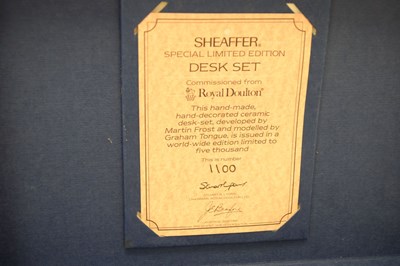 SHEAFFER®
SPECIAL LIMITED EDITION
DESK SET
Commissioned from
Royal Doulton®
This hand-made,
hand-decorated ceramic
desk-set, developed by
Martin Frost and modelled by
Graham Tongue, is issued in a
world-wide edition limited to
five thousand
This is number
1100